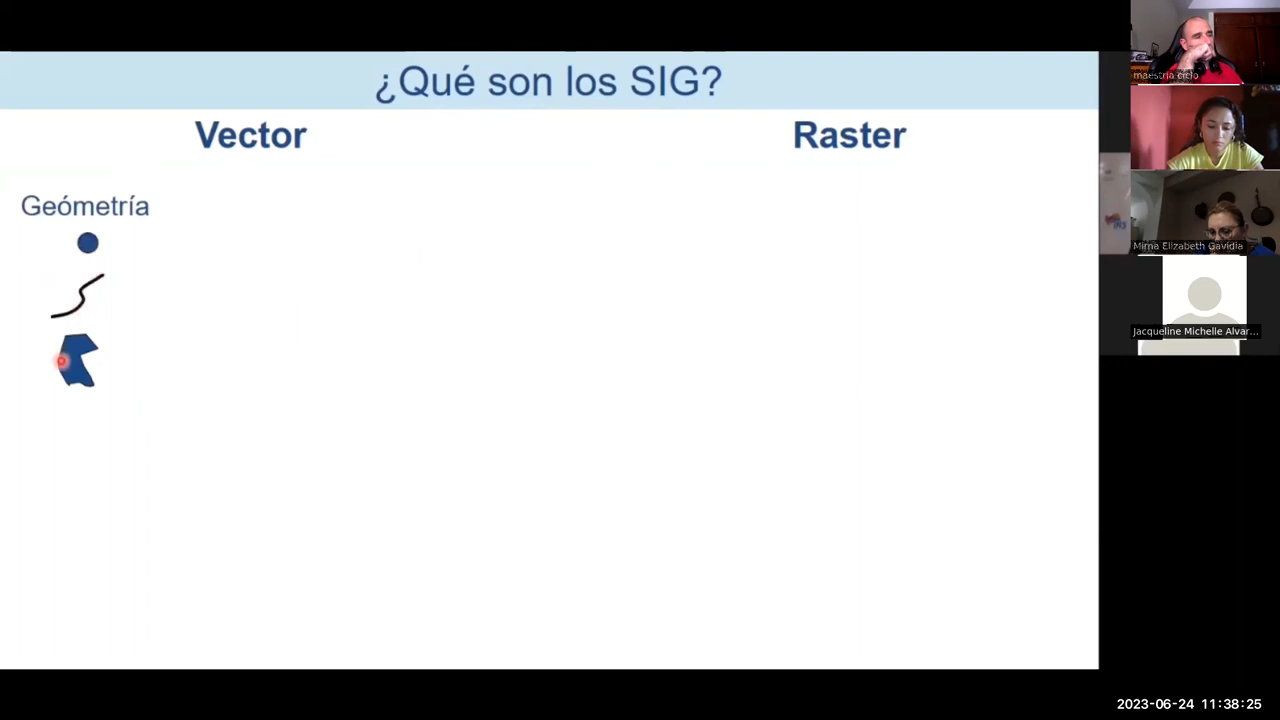 ¿Qué son los SIG?
Vector
Raster
Geómetría
maestria ciclo
Mirna Elizabeth Gavidia
Jacqueline Michelle Alvar...
2023-06-24 11:38:25